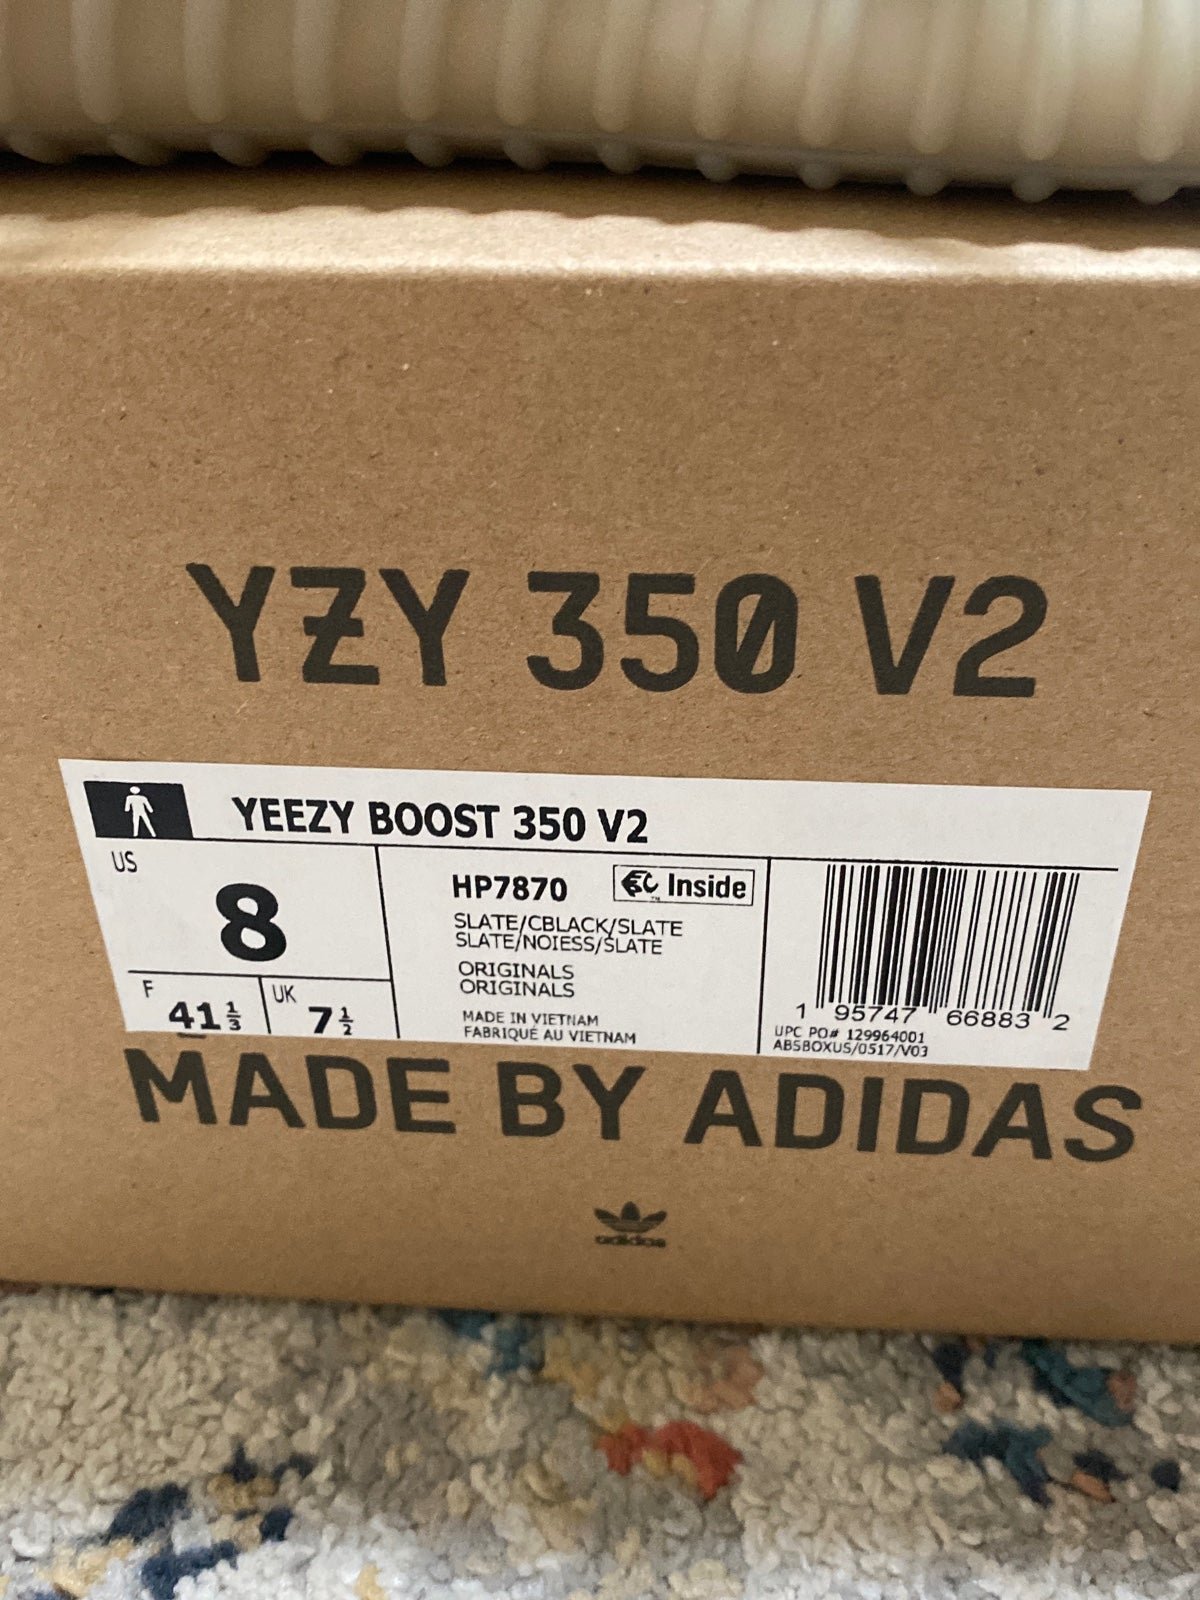 YZY 350 V2
YEEZY BOOST 350 V2
US
8
F
41 1/3
UK
7 1/2
HP7870
Inside
SLATE/CBLACK/SLATE
SLATE/NOIESS/SLATE
ORIGINALS
ORIGINALS
MADE IN VIETNAM
FABRIQUÉ AU VIETNAM
1 95747 66883 2
UPC PO# 129964001
ABSBOXUS/0517/V03
MADE BY ADIDAS
adidas